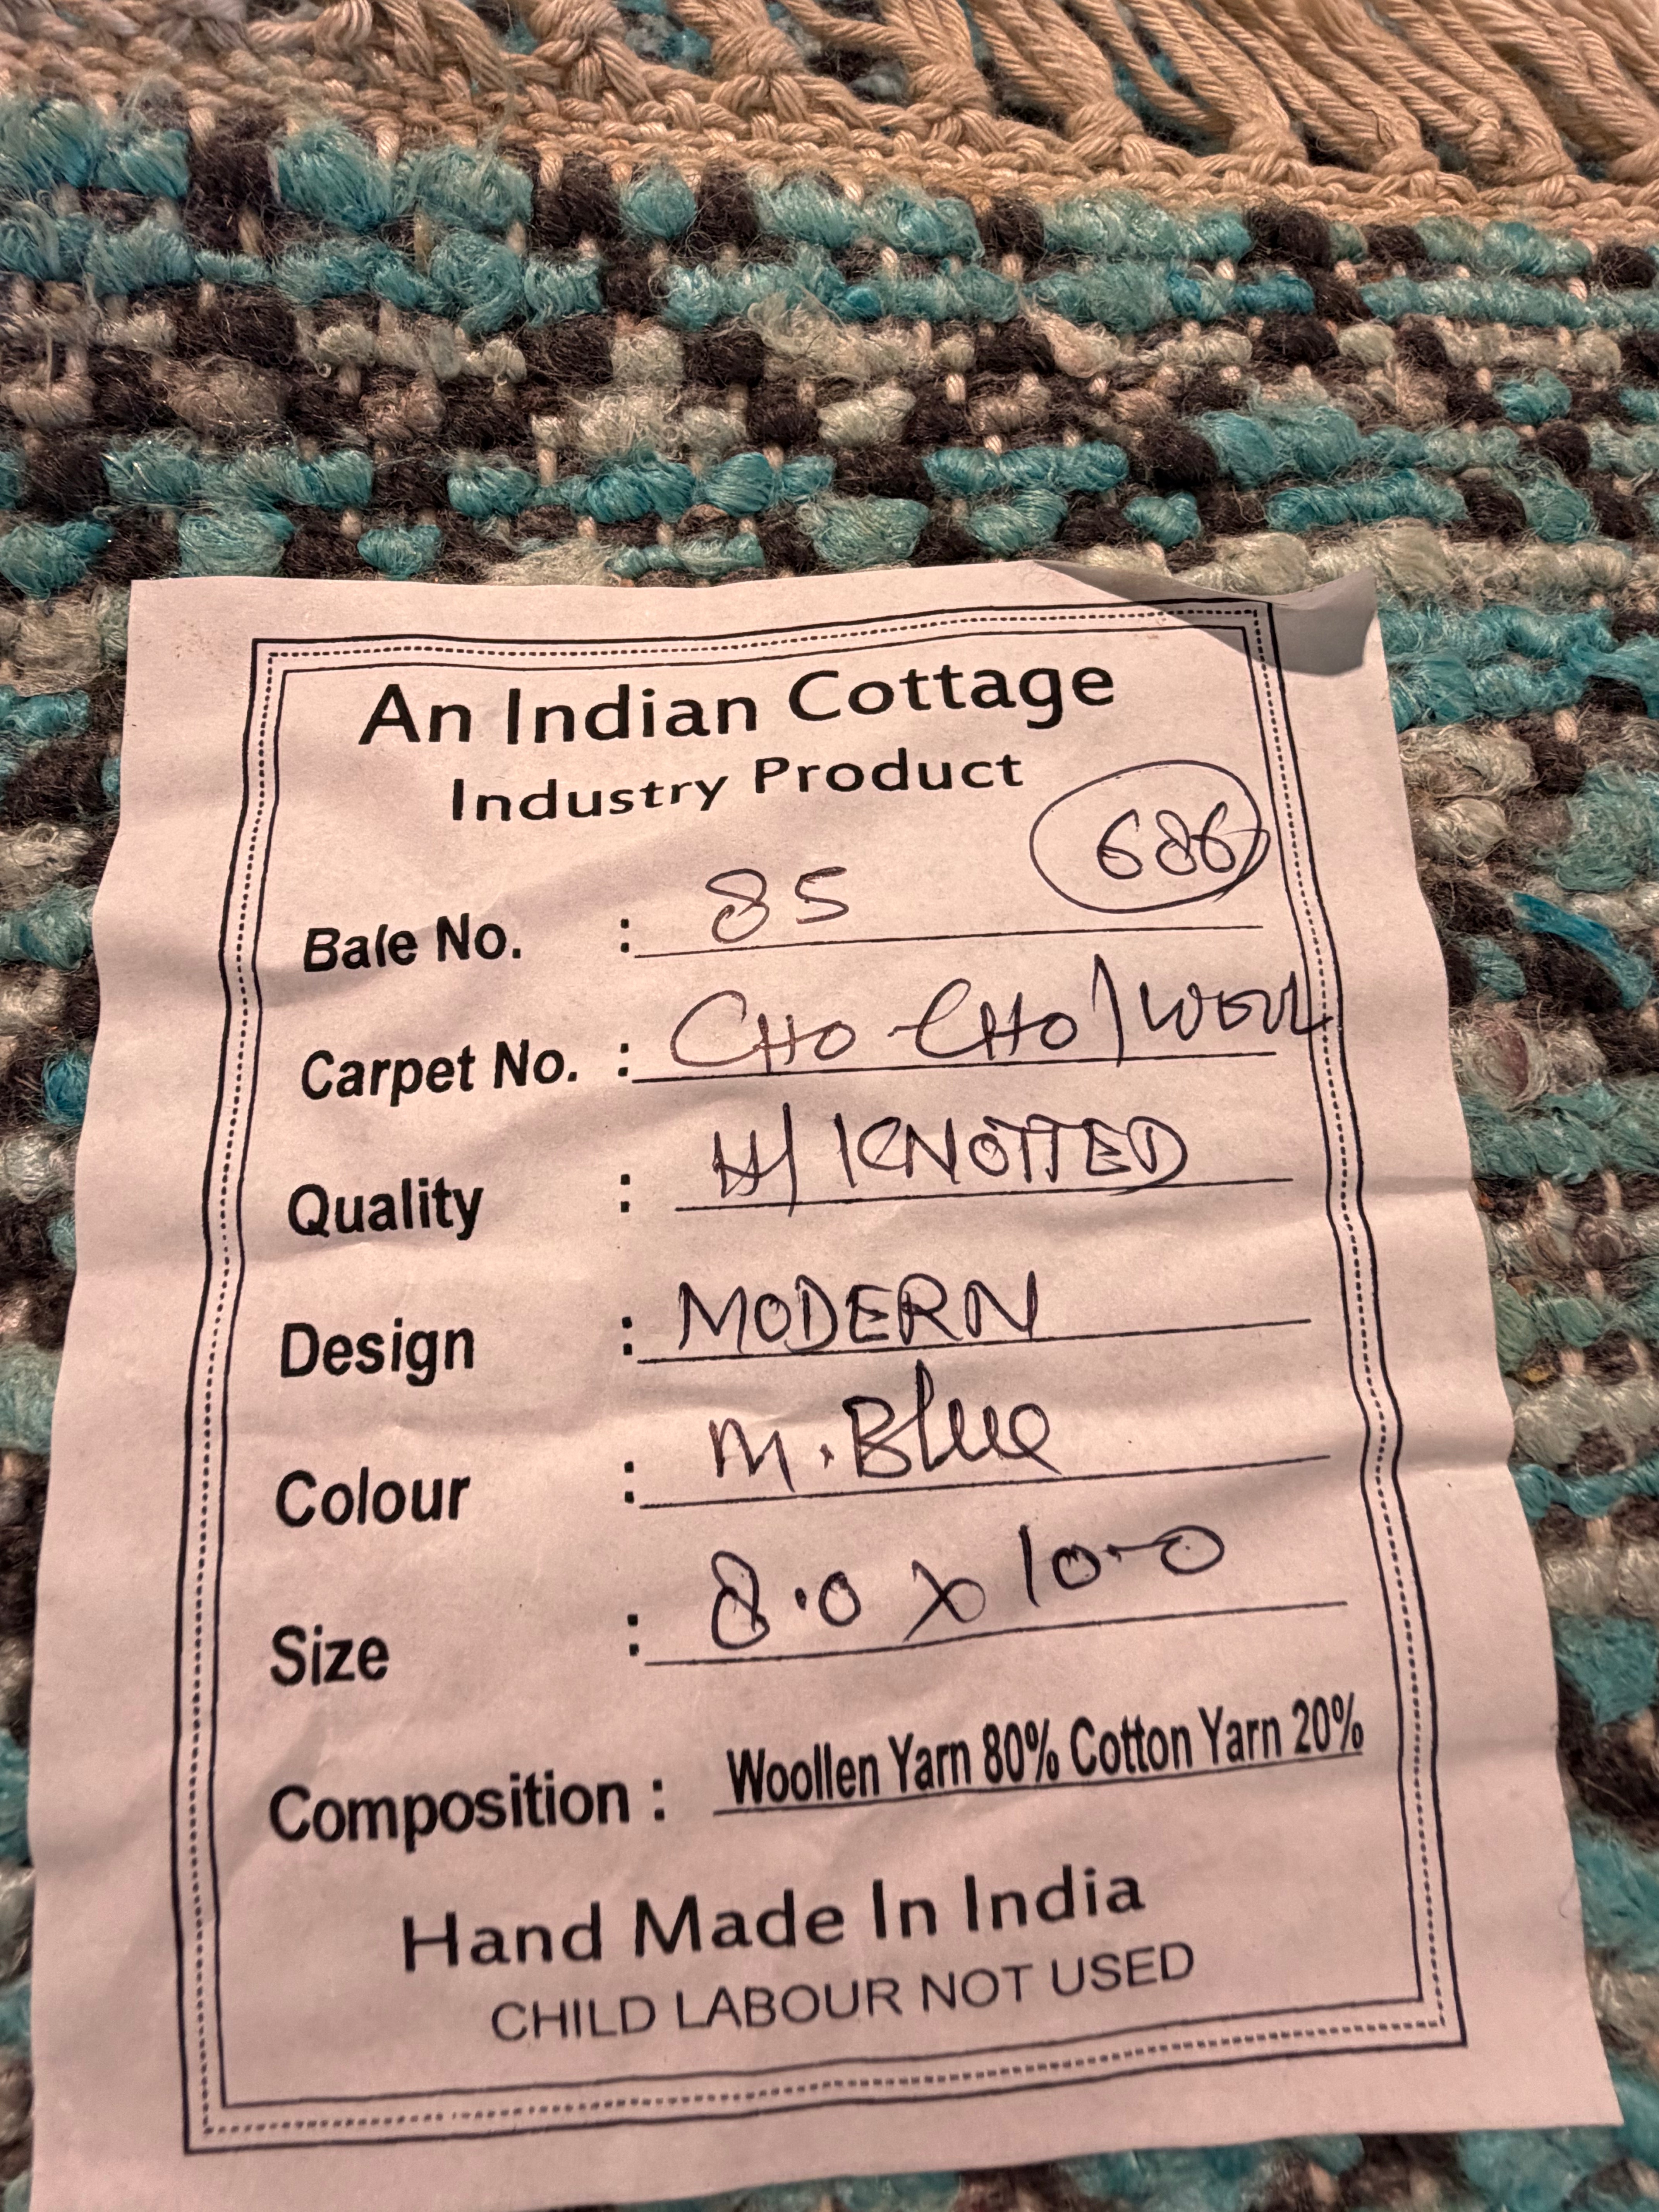 An Indian Cottage
Industry Product
686
Bale No. : 85
Carpet No. : CHO-CHO/WOOL
Quality : H/KNOTTED
Design : MODERN
Colour : M.Blue
Size : 8.0 x 10-0
Composition : Woollen Yarn 80% Cotton Yarn 20%
Hand Made In India
CHILD LABOUR NOT USED